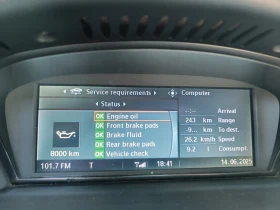 Service requirements
Computer
Status
OK Engine oil
OK Front brake pads
OK Brake fluid
OK Rear brake pads
OK Vehicle check
8000 km
--:-- Arrival
243 km Range
-9... km To dest.
26.2 km/h Speed
9.2 l Consumpt.
101.7 FM T 18:41 14.06.2025